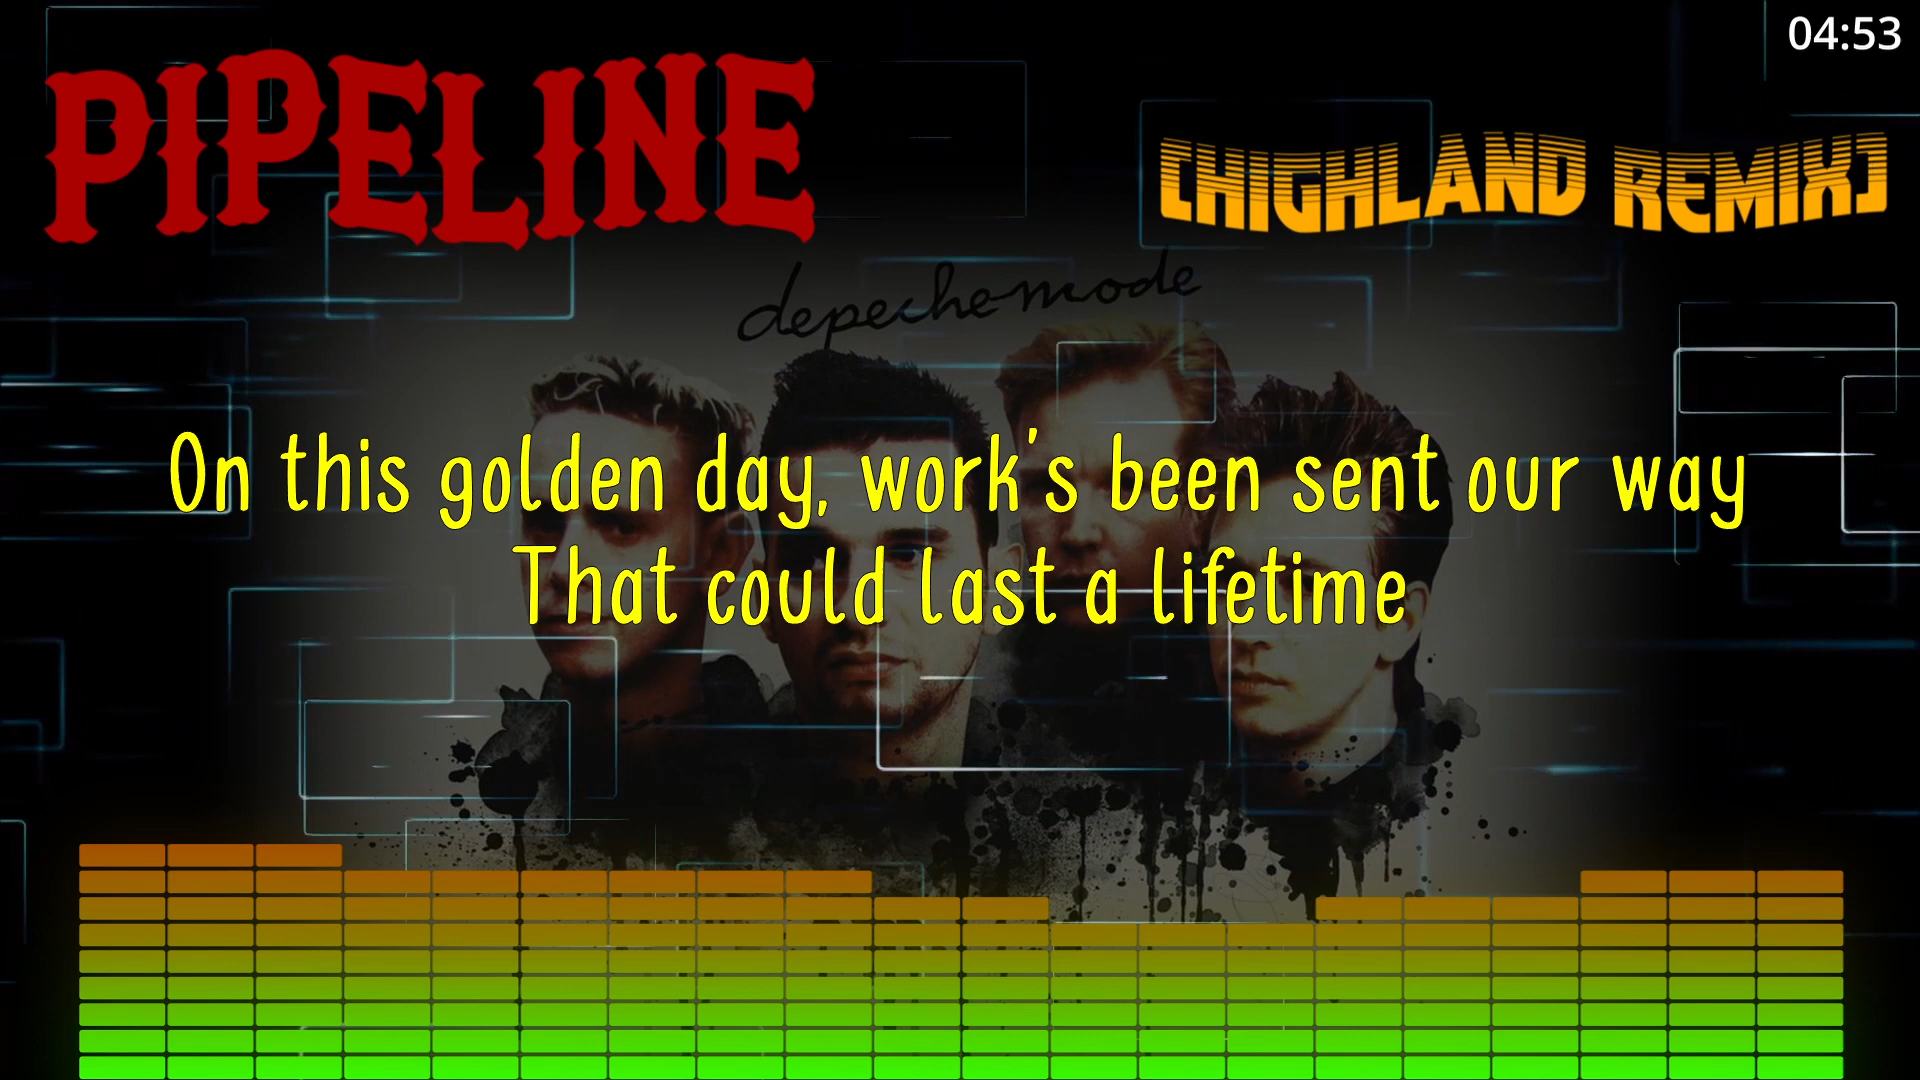 04:53
PIPELINE
[HIGHLAND REMIX]
depeche mode
On this golden day, work's been sent our way
That could last a lifetime